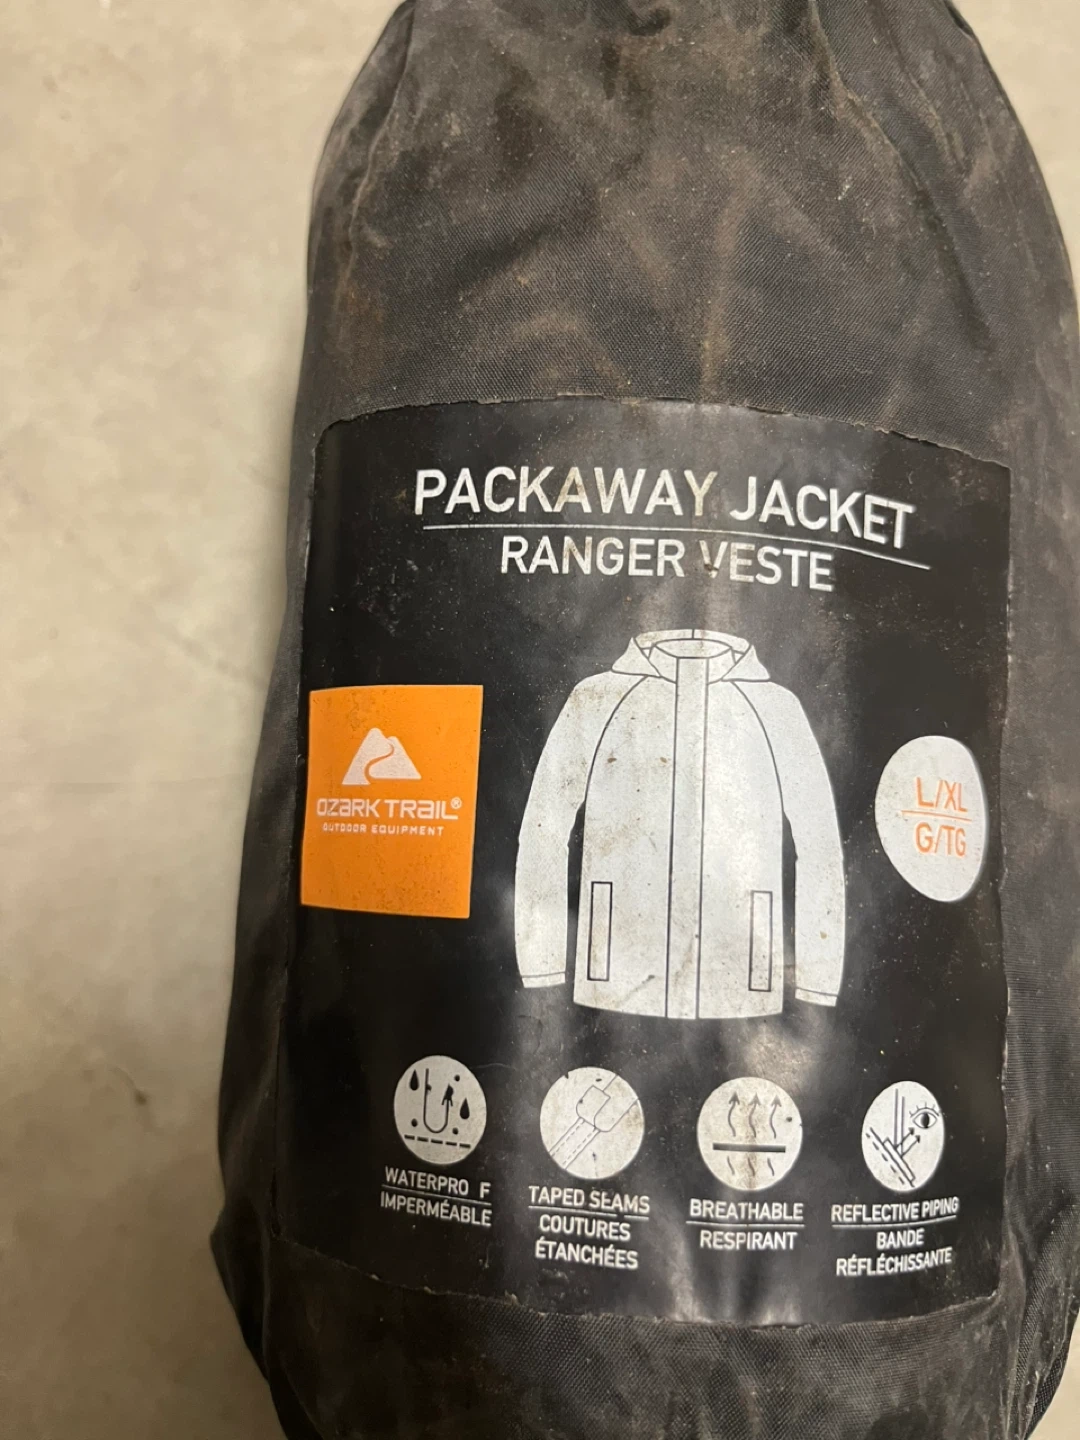 PACKAWAY JACKET
RANGER VESTE
OZARK TRAIL®
OUTDOOR EQUIPMENT
L/XL
G/TG
WATERPRO F
IMPERMÉABLE
TAPED SEAMS
COUTURES
ÉTANCHÉES
BREATHABLE
RESPIRANT
REFLECTIVE PIPING
BANDE
RÉFLÉCHISSANTE